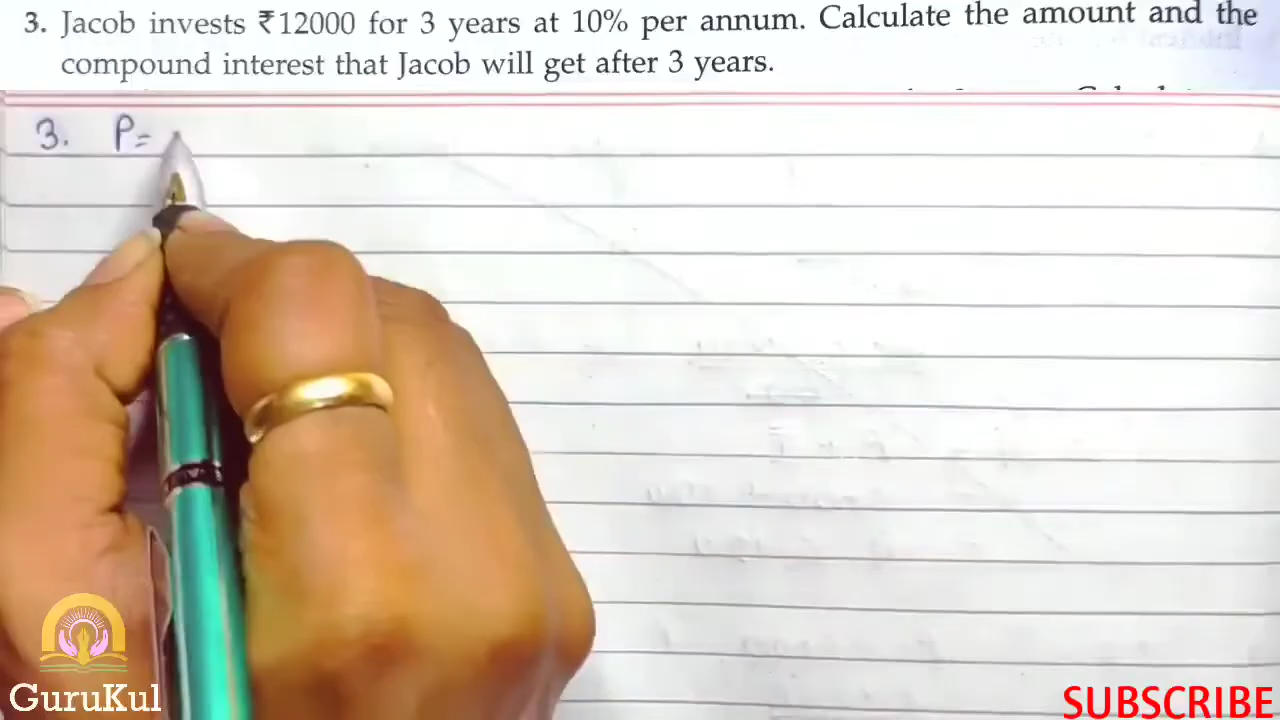 3. Jacob invests ₹12000 for 3 years at 10% per annum. Calculate the amount and the
compound interest that Jacob will get after 3 years.
3. P=
GuruKul
SUBSCRIBE